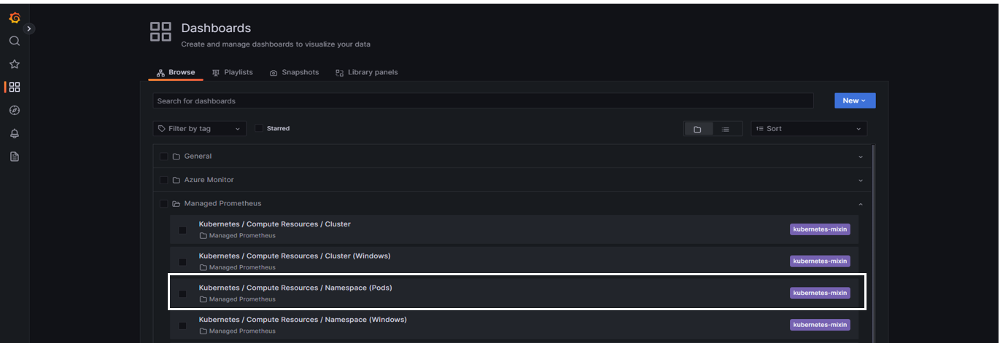 Dashboards
Create and manage dashboards to visualize your data
Browse Playlists Snapshots Library panels
Search for dashboards New
Filter by tag Starred Sort
General
Azure Monitor
Managed Prometheus
Kubernetes / Compute Resources / Cluster
Managed Prometheus
kubernetes-mixin
Kubernetes / Compute Resources / Cluster (Windows)
Managed Prometheus
kubernetes-mixin
Kubernetes / Compute Resources / Namespace (Pods)
Managed Prometheus
kubernetes-mixin
Kubernetes / Compute Resources / Namespace (Windows)
Managed Prometheus
kubernetes-mixin